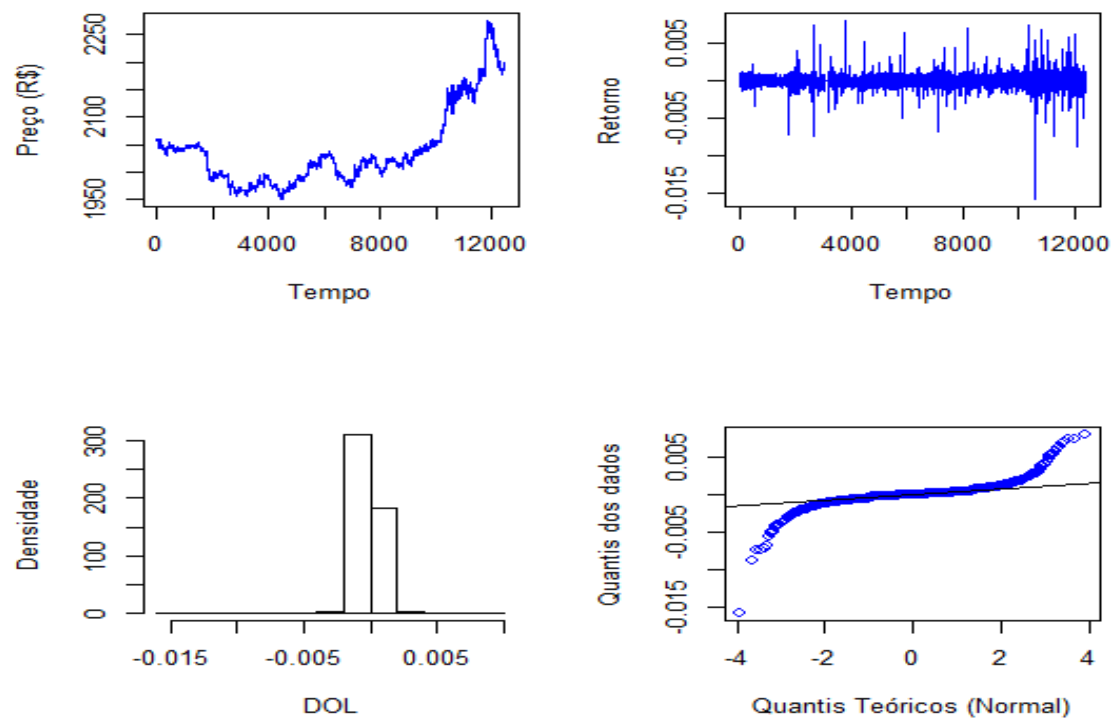 Preço (R$)
2250
2100
1950
0 4000 8000 12000
Tempo
Retorno
0.005
-0.005
-0.015
0 4000 8000 12000
Tempo
Densidade
300
200
100
0
-0.015 -0.005 0.005
DOL
Quantis dos dados
0.005
-0.005
-0.015
-4 -2 0 2 4
Quantis Teóricos (Normal)